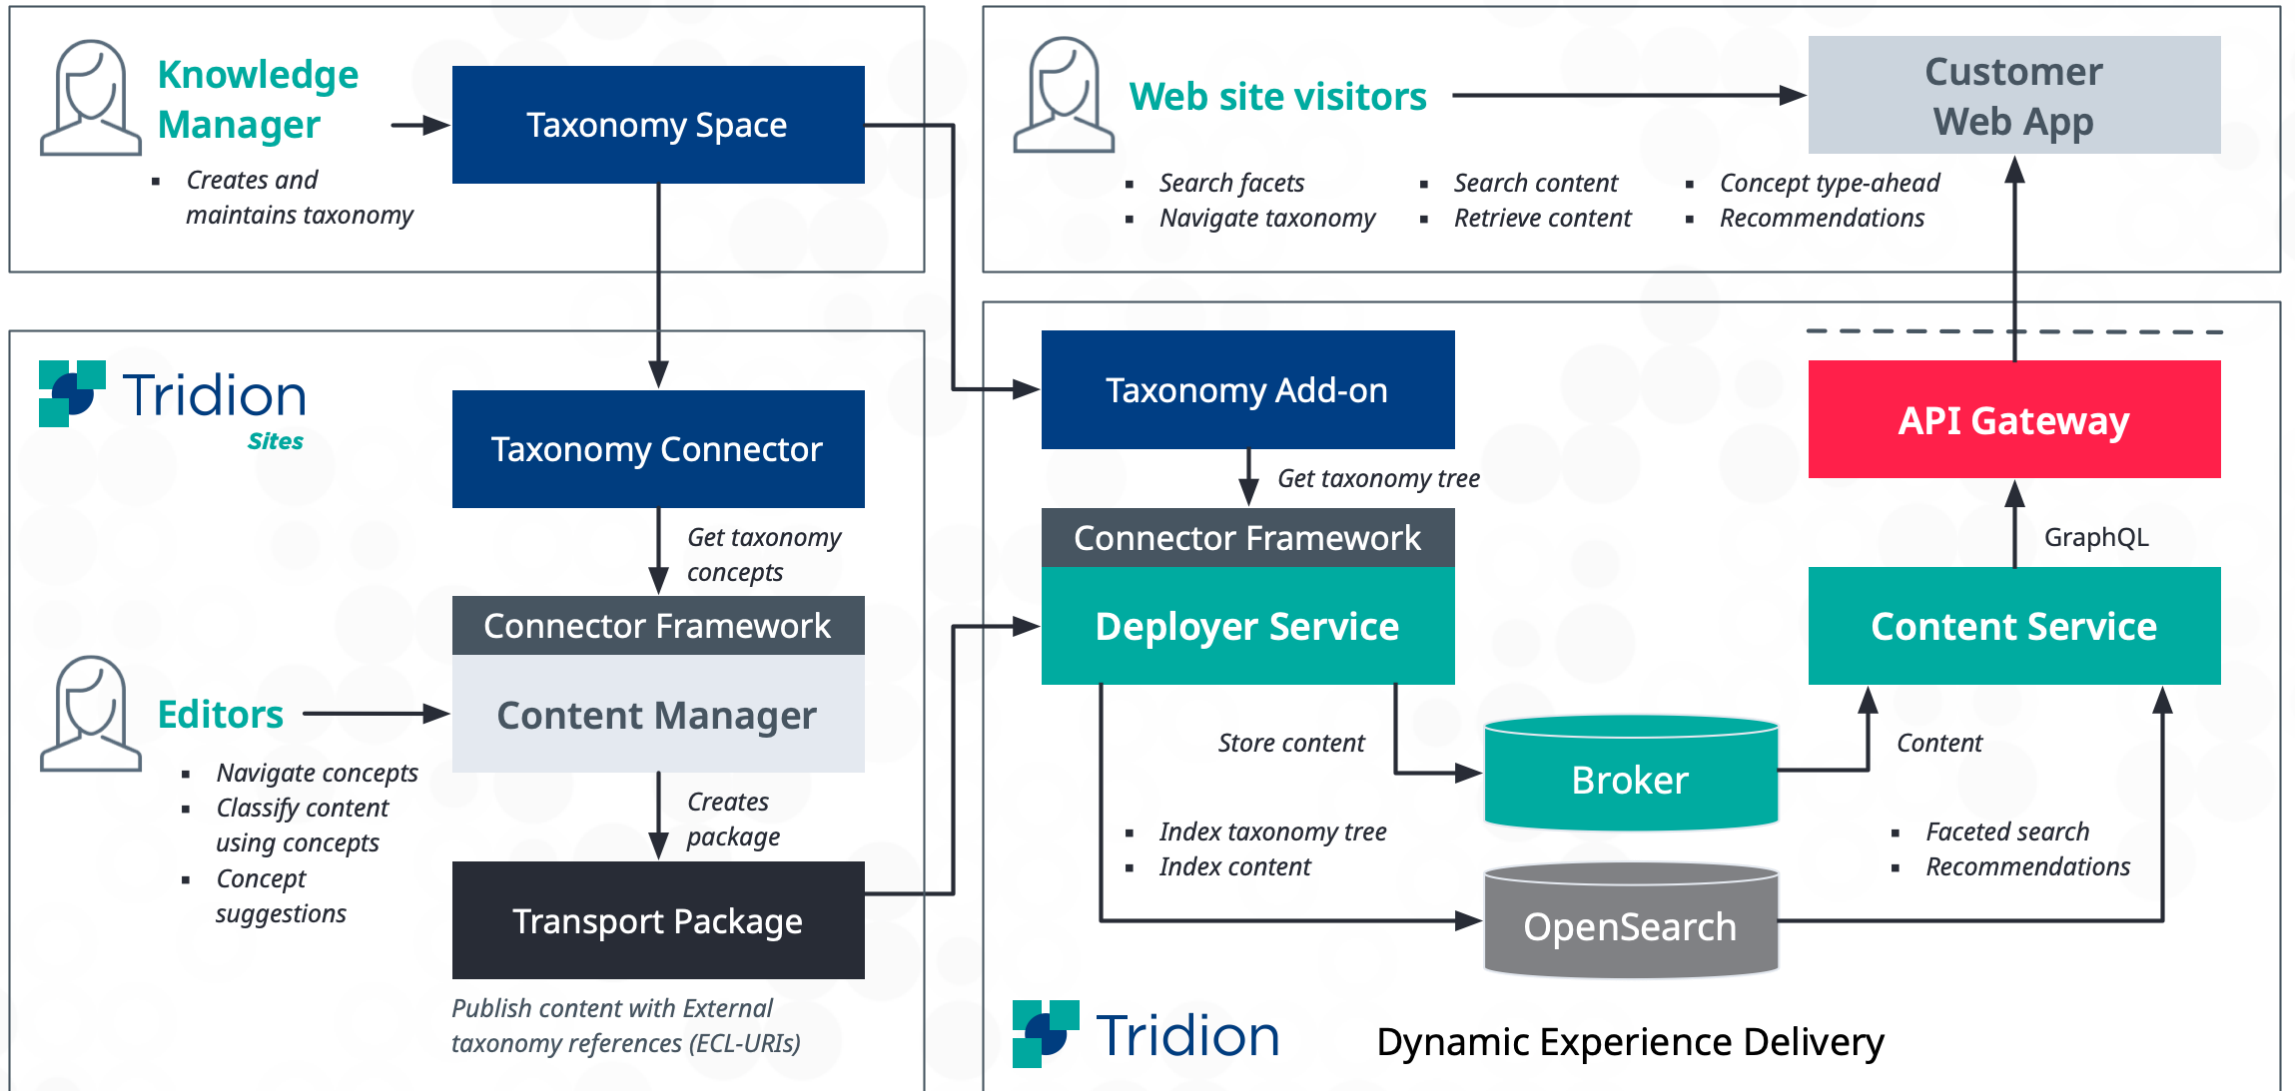 Knowledge
Manager
▪ Creates and
maintains taxonomy
Taxonomy Space
Web site visitors
▪ Search facets
▪ Navigate taxonomy
▪ Search content
▪ Retrieve content
▪ Concept type-ahead
▪ Recommendations
Customer
Web App
Tridion
Sites
Taxonomy Connector
Get taxonomy
concepts
Connector Framework
Content Manager
Editors
▪ Navigate concepts
▪ Classify content
using concepts
▪ Concept
suggestions
Creates
package
Transport Package
Publish content with External
taxonomy references (ECL-URIs)
Taxonomy Add-on
Get taxonomy tree
Connector Framework
Deployer Service
Store content
▪ Index taxonomy tree
▪ Index content
Broker
OpenSearch
API Gateway
GraphQL
Content Service
Content
▪ Faceted search
▪ Recommendations
Tridion
Dynamic Experience Delivery